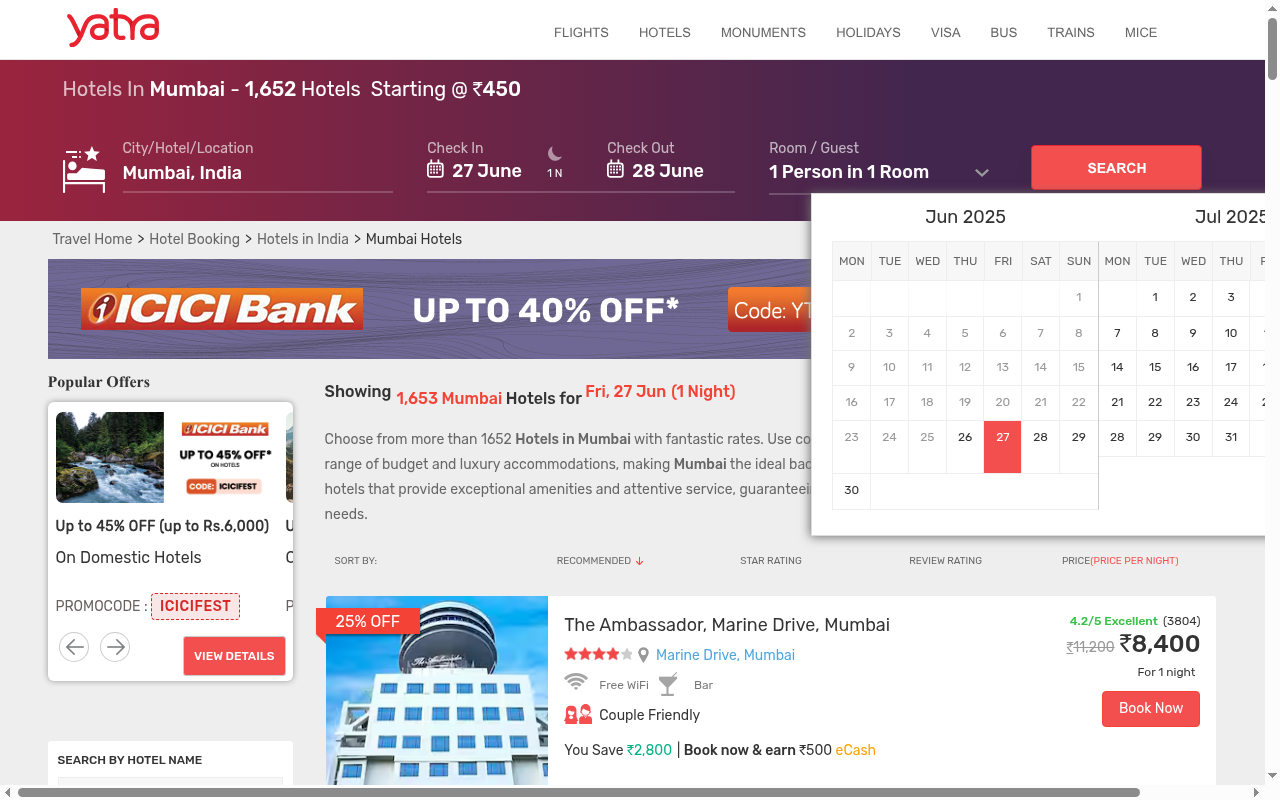 yatra
FLIGHTS HOTELS MONUMENTS HOLIDAYS VISA BUS TRAINS MICE
Hotels In Mumbai - 1,652 Hotels Starting @ ₹450
City/Hotel/Location
Mumbai, India
Check In
27 June
1 N
Check Out
28 June
Room / Guest
1 Person in 1 Room
SEARCH
Travel Home > Hotel Booking > Hotels in India > Mumbai Hotels
Jun 2025
MON TUE WED THU FRI SAT SUN
1
2 3 4 5 6 7 8
9 10 11 12 13 14 15
16 17 18 19 20 21 22
23 24 25 26 27 28 29
30
Jul 2025
MON TUE WED THU
1 2 3
7 8 9 10
14 15 16 17
21 22 23 24
28 29 30 31
iICICI Bank UP TO 40% OFF* Code: YT
Popular Offers
ICICI Bank
UP TO 45% OFF*
ON HOTELS
CODE: ICICIFEST
Up to 45% OFF (up to Rs.6,000)
On Domestic Hotels
PROMOCODE : ICICIFEST
VIEW DETAILS
SEARCH BY HOTEL NAME
Showing 1,653 Mumbai Hotels for Fri, 27 Jun (1 Night)
Choose from more than 1652 Hotels in Mumbai with fantastic rates. Use co
range of budget and luxury accommodations, making Mumbai the ideal bac
hotels that provide exceptional amenities and attentive service, guaranteei
needs.
SORT BY: RECOMMENDED STAR RATING REVIEW RATING PRICE(PRICE PER NIGHT)
25% OFF
The Ambassador, Marine Drive, Mumbai
Marine Drive, Mumbai
Free WiFi Bar
Couple Friendly
You Save ₹2,800 | Book now & earn ₹500 eCash
4.2/5 Excellent (3804)
₹11,200 ₹8,400
For 1 night
Book Now